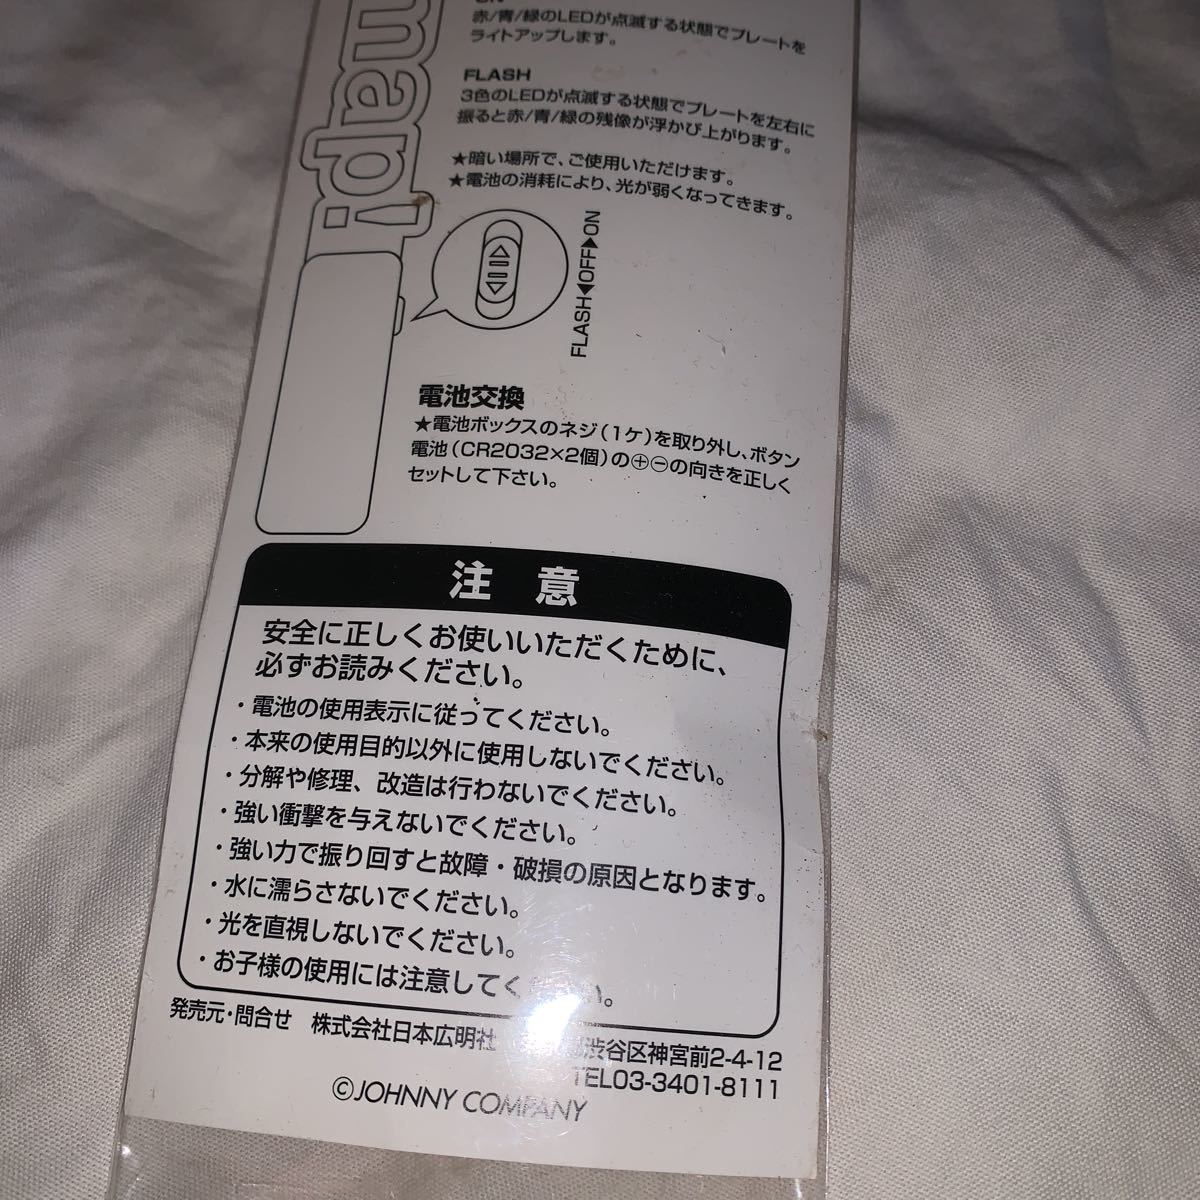 map!
赤/青/緑のLEDが点滅する状態でプレートを
ライトアップします。
FLASH
3色のLEDが点滅する状態でプレートを左右に
振ると赤/青/緑の残像が浮かび上がります。
★暗い場所で、ご使用いただけます。
★電池の消耗により、光が弱くなってきます。
FLASH◀OFF▶ON
電池交換
★電池ボックスのネジ(1ケ)を取り外し、ボタン
電池(CR2032×2個)の⊕⊖の向きを正しく
セットして下さい。
注 意
安全に正しくお使いいただくために、
必ずお読みください。
・電池の使用表示に従ってください。
・本来の使用目的以外に使用しないでください。
・分解や修理、改造は行わないでください。
・強い衝撃を与えないでください。
・強い力で振り回すと故障・破損の原因となります。
・水に濡らさないでください。
・光を直視しないでください。
・お子様の使用には注意してく い。
発売元・問合せ 株式会社日本広明社 渋谷区神宮前2-4-12
TEL03-3401-8111
©JOHNNY COMPANY